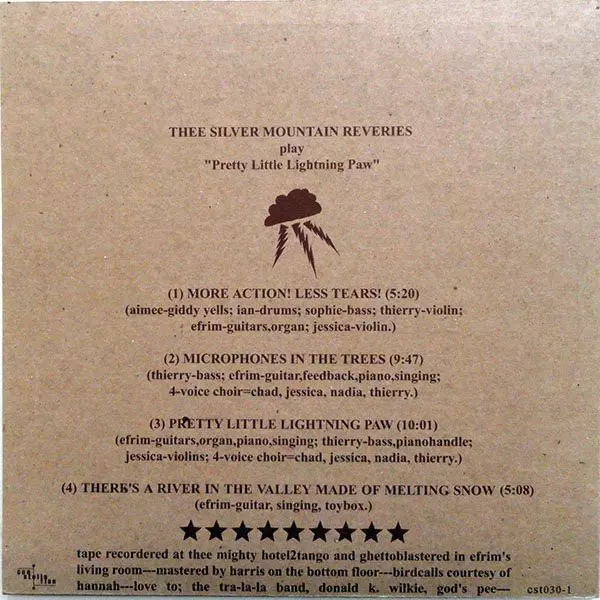 THEE SILVER MOUNTAIN REVERIES
play
"Pretty Little Lightning Paw"
(1) MORE ACTION! LESS TEARS! (5:20)
(aimee-giddy yells; ian-drums; sophie-bass; thierry-violin;
efrim-guitars,organ; jessica-violin.)
(2) MICROPHONES IN THE TREES (9:47)
(thierry-bass; efrim-guitar,feedback,piano,singing;
4-voice choir=chad, jessica, nadia, thierry.)
(3) PRETTY LITTLE LIGHTNING PAW (10:01)
(efrim-guitars,organ,piano,singing; thierry-bass,pianohandle;
jessica-violins; 4-voice choir=chad, jessica, nadia, thierry.)
(4) THERE'S A RIVER IN THE VALLEY MADE OF MELTING SNOW (5:08)
(efrim-guitar, singing, toybox.)
tape recordered at thee mighty hotel2tango and ghettoblastered in efrim's
living room---mastered by harris on the bottom floor---birdcalls courtesy of
hannah---love to; the tra-la-la band, donald k. wilkie, god's pee---
cst030-1